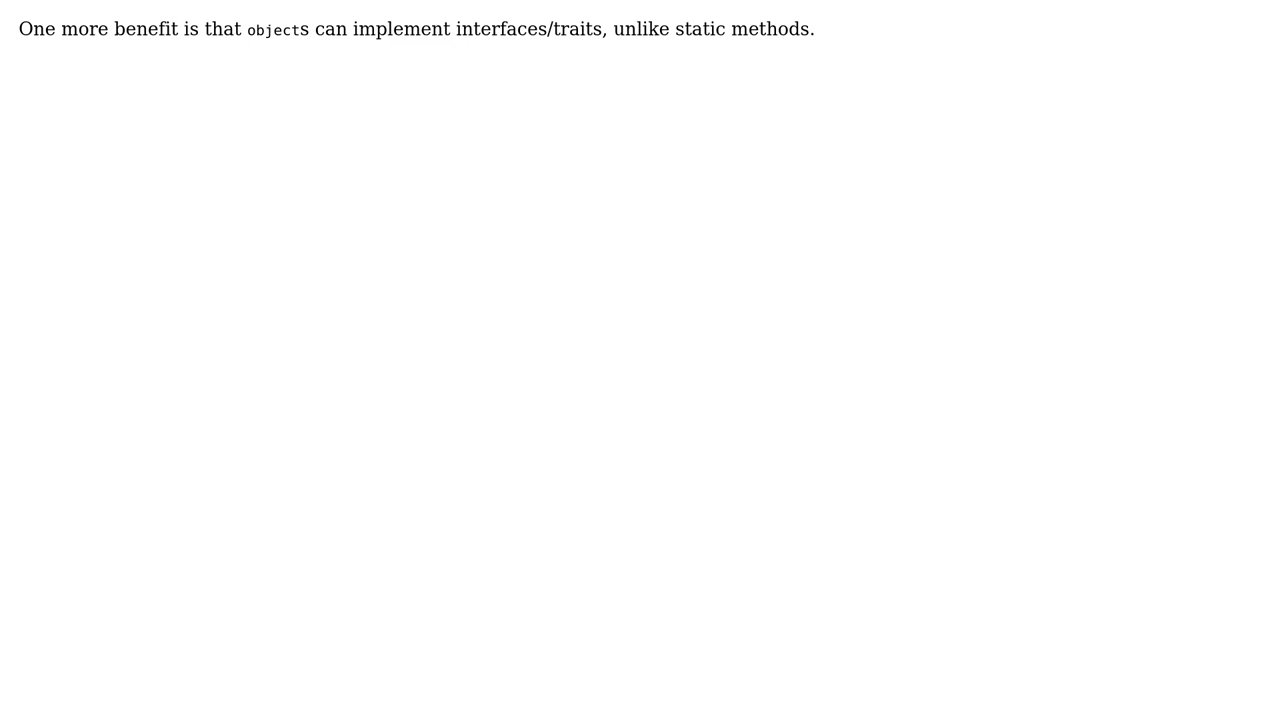 One more benefit is that objects can implement interfaces/traits, unlike static methods.